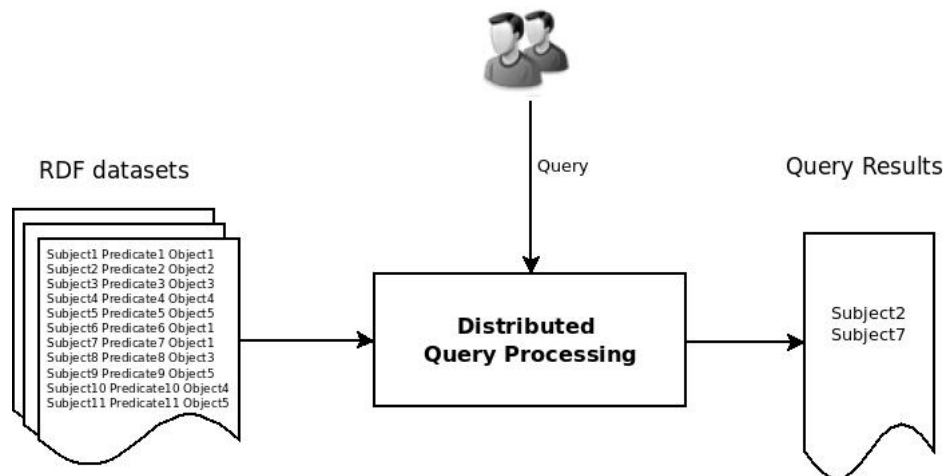 Query
RDF datasets
Query Results
Subject1 Predicate1 Object1
Subject2 Predicate2 Object2
Subject3 Predicate3 Object3
Subject4 Predicate4 Object4
Subject5 Predicate5 Object5
Subject6 Predicate6 Object1
Subject7 Predicate7 Object1
Subject8 Predicate8 Object3
Subject9 Predicate9 Object5
Subject10 Predicate10 Object4
Subject11 Predicate11 Object5
Distributed
Query Processing
Subject2
Subject7